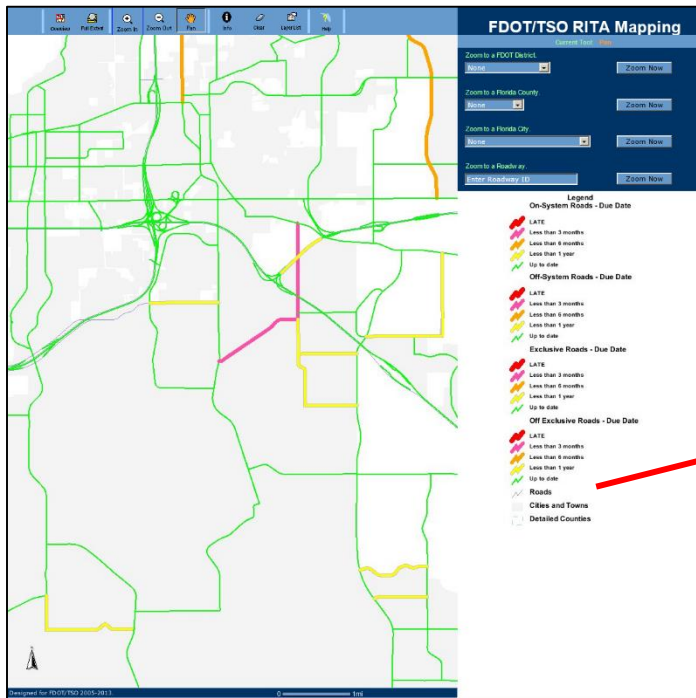 Overview Full Extent Zoom In Zoom Out Pan Info Clear Layer List Help
FDOT/TSO RITA Mapping
Current Tool: Pan
Zoom to a FDOT District.
None Zoom Now
Zoom to a Florida County.
None Zoom Now
Zoom to a Florida City.
None Zoom Now
Zoom to a Roadway.
Enter Roadway ID Zoom Now
Legend
On-System Roads - Due Date
LATE
Less than 3 months
Less than 6 months
Less than 1 year
Up to date
Off-System Roads - Due Date
LATE
Less than 3 months
Less than 6 months
Less than 1 year
Up to date
Exclusive Roads - Due Date
LATE
Less than 3 months
Less than 6 months
Less than 1 year
Up to date
Off Exclusive Roads - Due Date
LATE
Less than 3 months
Less than 6 months
Less than 1 year
Up to date
Roads
Cities and Towns
Detailed Counties
Designed for FDOT/TSO 2005-2013. 0 1mi